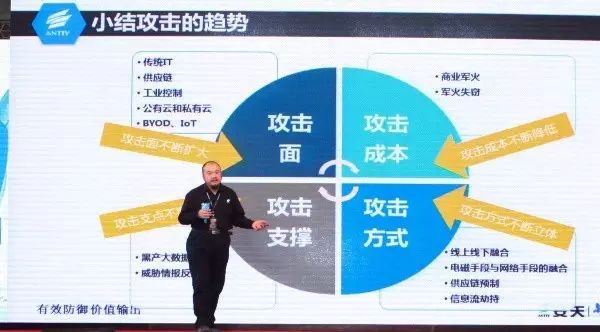 ANTIY
小结攻击的趋势
• 传统IT
• 供应链
• 工业控制
• 公有云和私有云
• BYOD、IoT
• 商业军火
• 军火失窃
攻击
面
攻击
成本
攻击面不断扩大
攻击成本不断降低
攻击支点不
攻击
支撑
攻击
方式
攻击方式不断立体
• 黑产大数据
• 威胁情报反
• 线上线下融合
• 电磁手段与网络手段的融合
• 供应链预制
• 信息流劫持
有效防御价值输出
安天